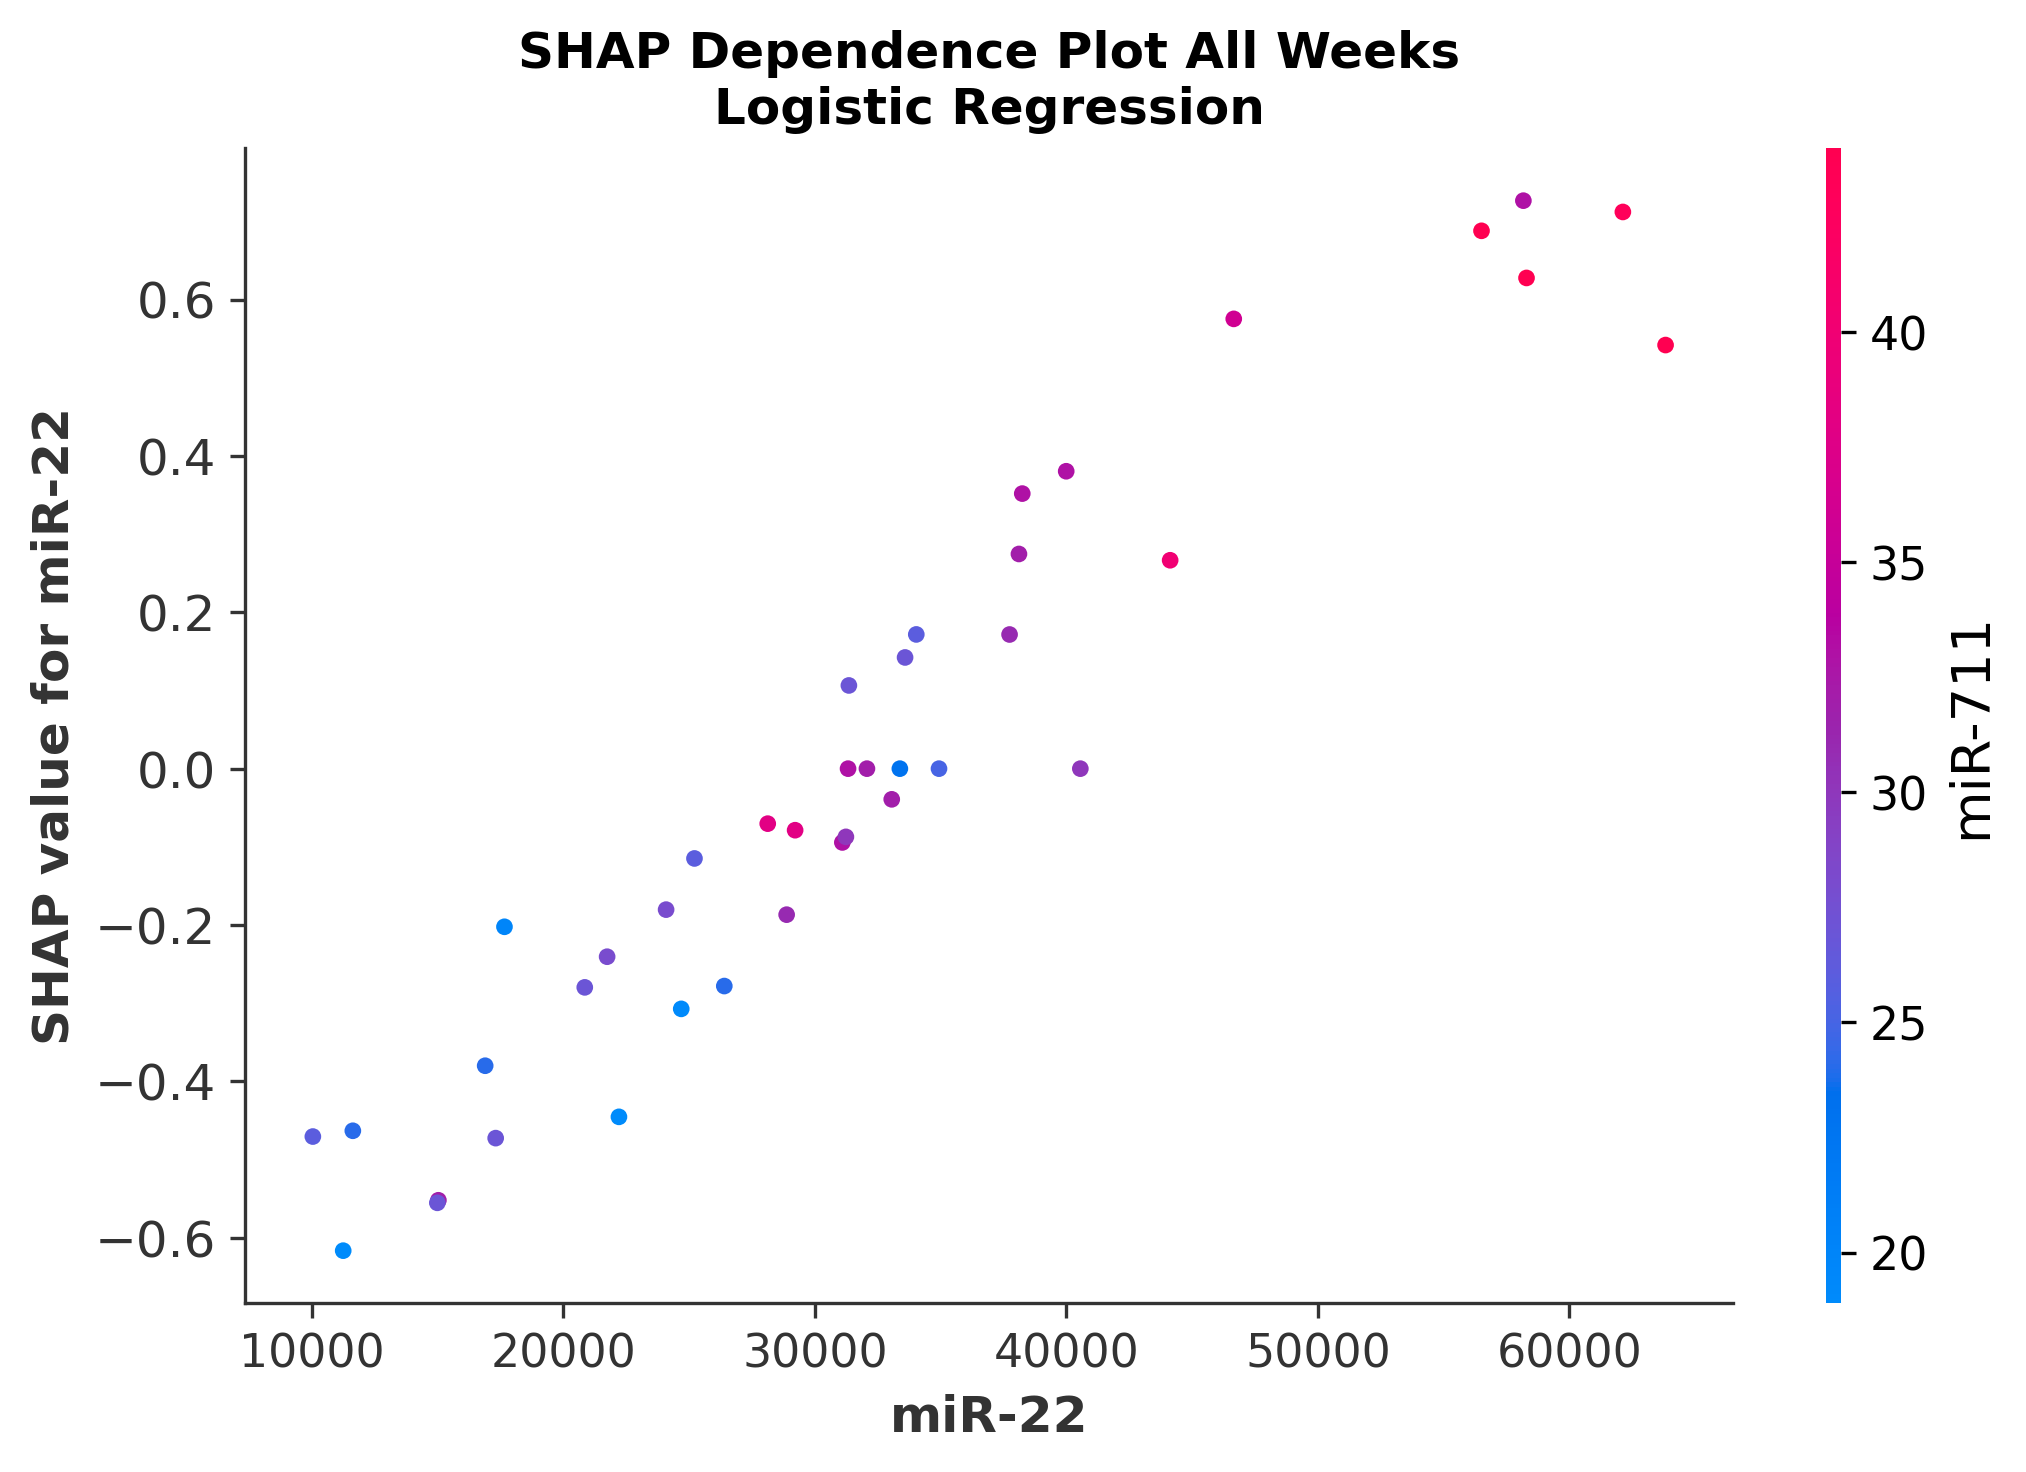 SHAP Dependence Plot All Weeks
Logistic Regression
SHAP value for miR-22
0.6
0.4
0.2
0.0
−0.2
−0.4
−0.6
10000 20000 30000 40000 50000 60000
miR-22
40
35
30
25
20
miR-711